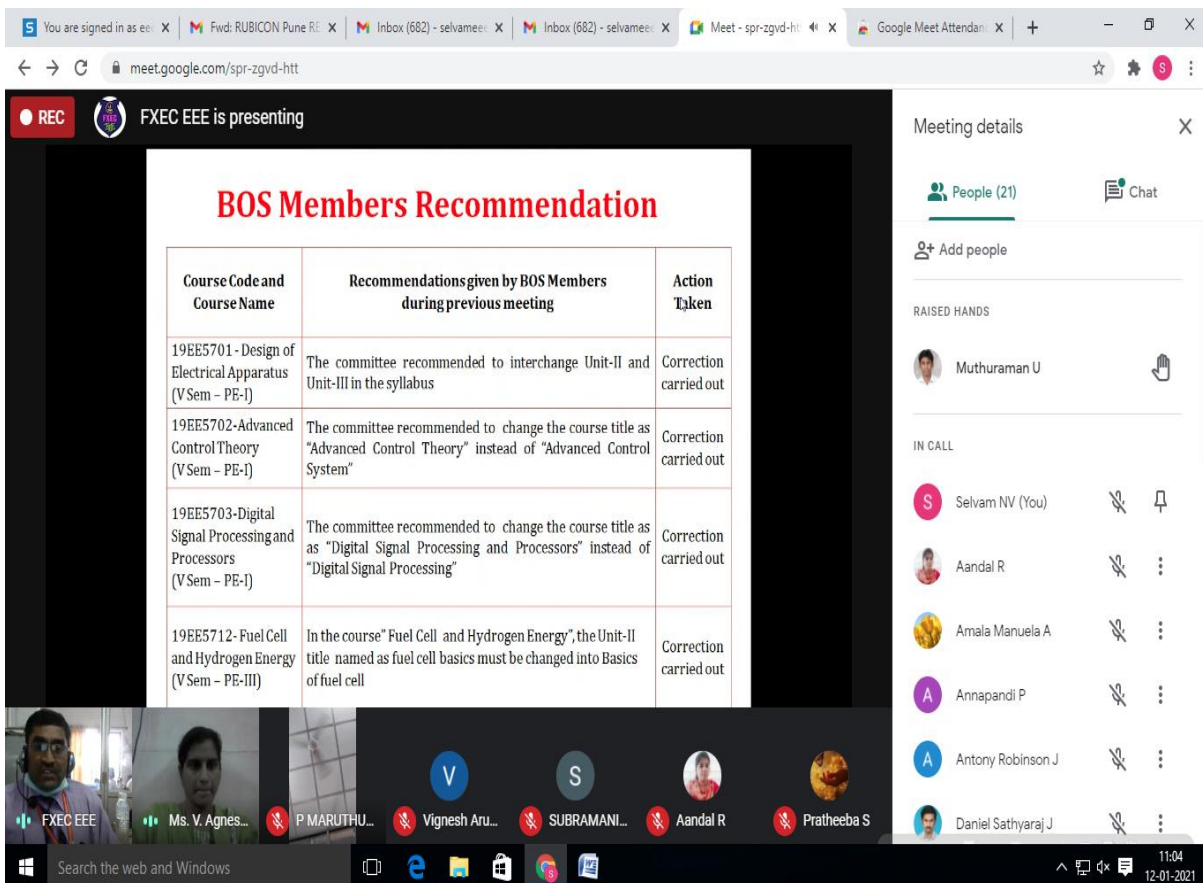 You are signed in as ee
Fwd: RUBICON Pune RE
Inbox (682) - selvamee
Inbox (682) - selvamee
Meet - spr-zgvd-ht
Google Meet Attendan
meet.google.com/spr-zgvd-htt
S
REC
FXEC EEE is presenting
BOS Members Recommendation
Course Code and
Course Name
Recommendations given by BOS Members
during previous meeting
Action
Taken
19EE5701 - Design of
Electrical Apparatus
(V Sem – PE-I)
The committee recommended to interchange Unit-II and
Unit-III in the syllabus
Correction
carried out
19EE5702-Advanced
Control Theory
(V Sem – PE-I)
The committee recommended to change the course title as
"Advanced Control Theory" instead of "Advanced Control
System"
Correction
carried out
19EE5703-Digital
Signal Processing and
Processors
(V Sem – PE-I)
The committee recommended to change the course title as
as "Digital Signal Processing and Processors" instead of
"Digital Signal Processing"
Correction
carried out
19EE5712- Fuel Cell
and Hydrogen Energy
(V Sem – PE-III)
In the course" Fuel Cell and Hydrogen Energy", the Unit-II
title named as fuel cell basics must be changed into Basics
of fuel cell
Correction
carried out
FXEC EEE
Ms. V. Agnes...
P MARUTHU...
V
Vignesh Aru...
S
SUBRAMANI...
Aandal R
Pratheeba S
Meeting details
People (21)
Chat
Add people
RAISED HANDS
Muthuraman U
IN CALL
S
Selvam NV (You)
Aandal R
Amala Manuela A
A
Annapandi P
A
Antony Robinson J
Daniel Sathyaraj J
Search the web and Windows
11:04
12-01-2021